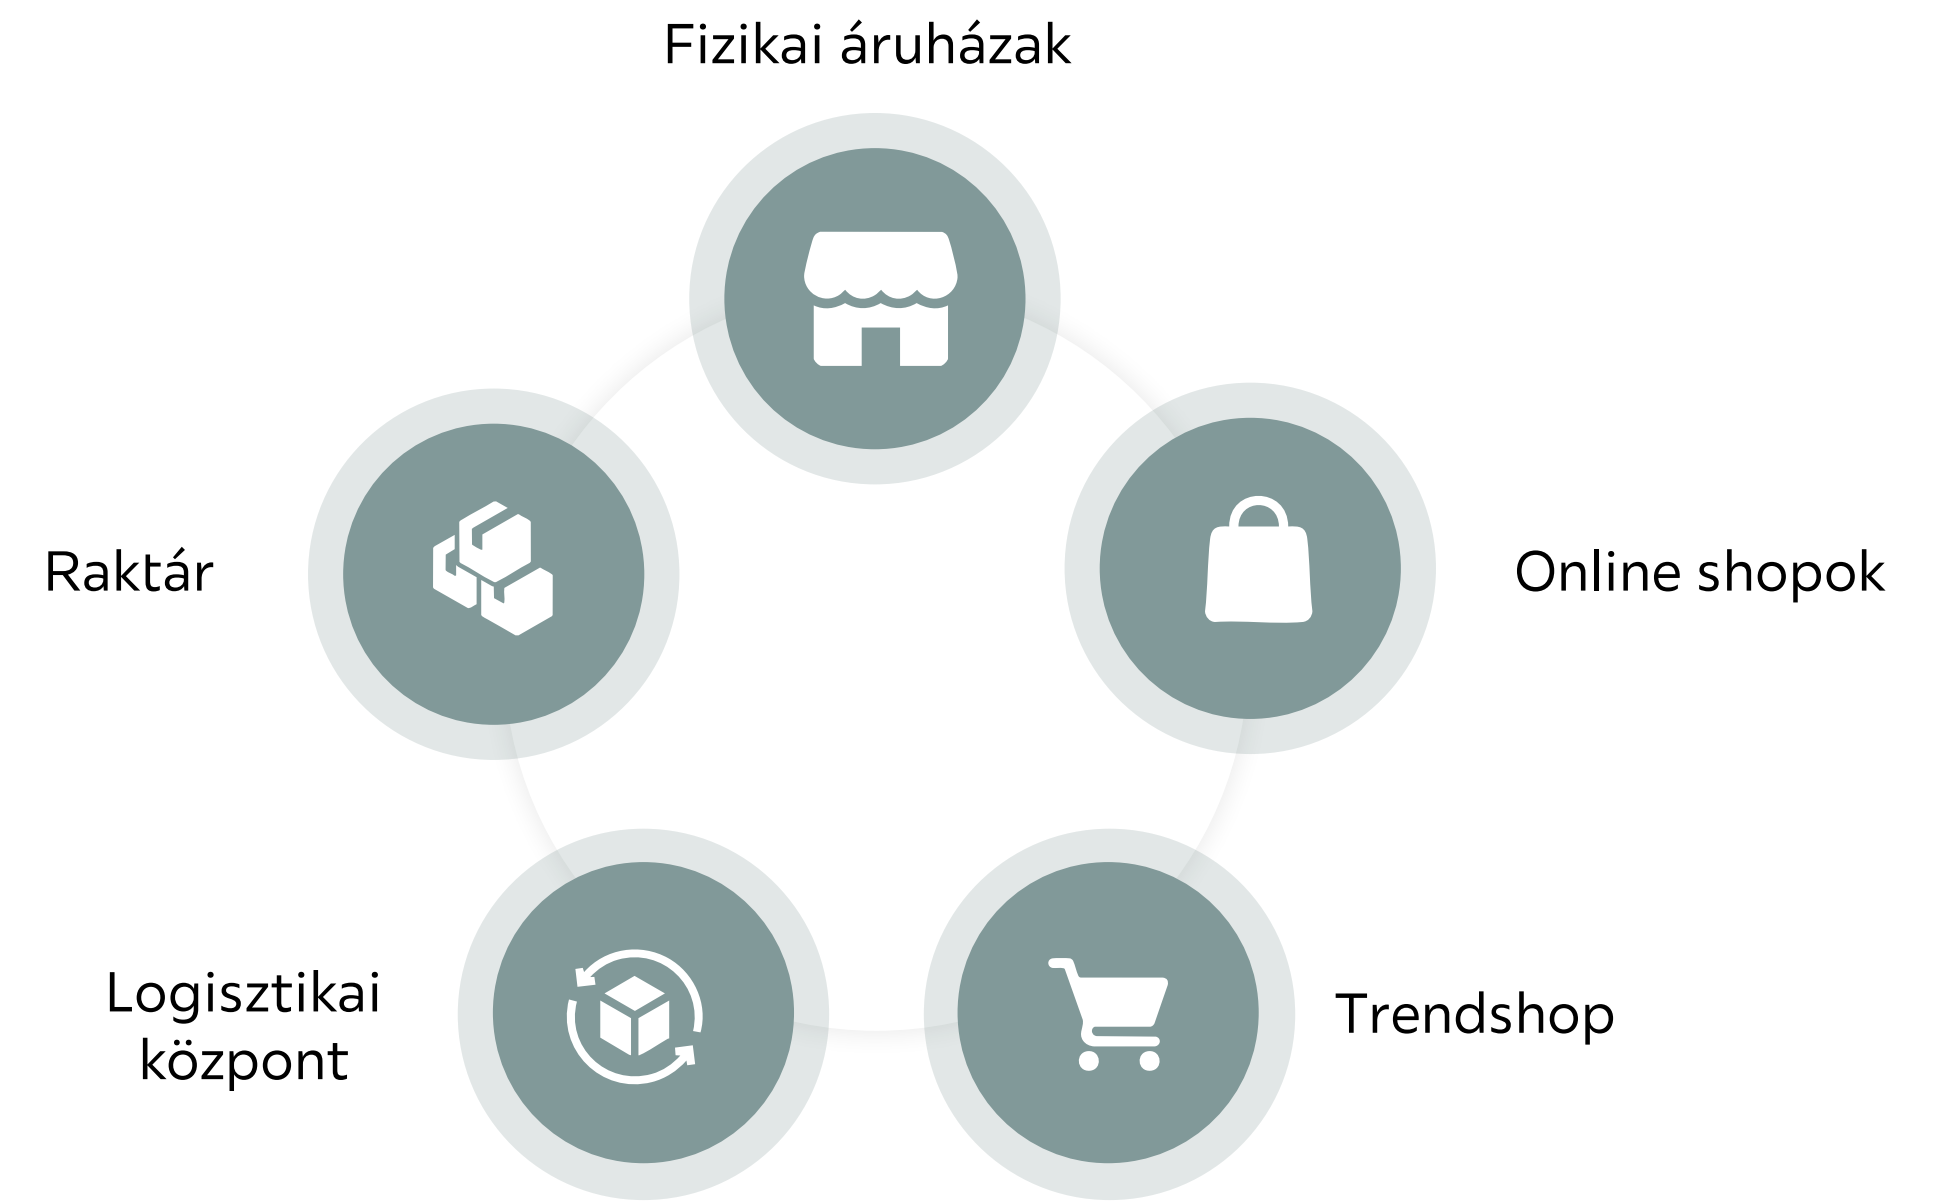 Fizikai áruházak
Raktár
Online shopok
Logisztikai
központ
Trendshop